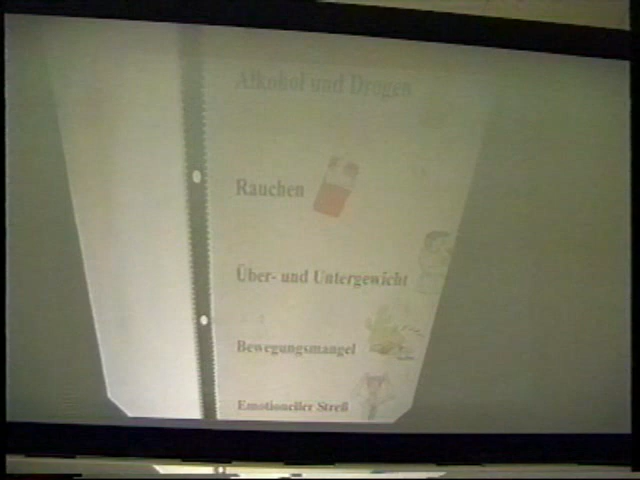 Alkohol und Drogen
Rauchen
Über- und Untergewicht
Bewegungsmangel
Emotioneller Streß